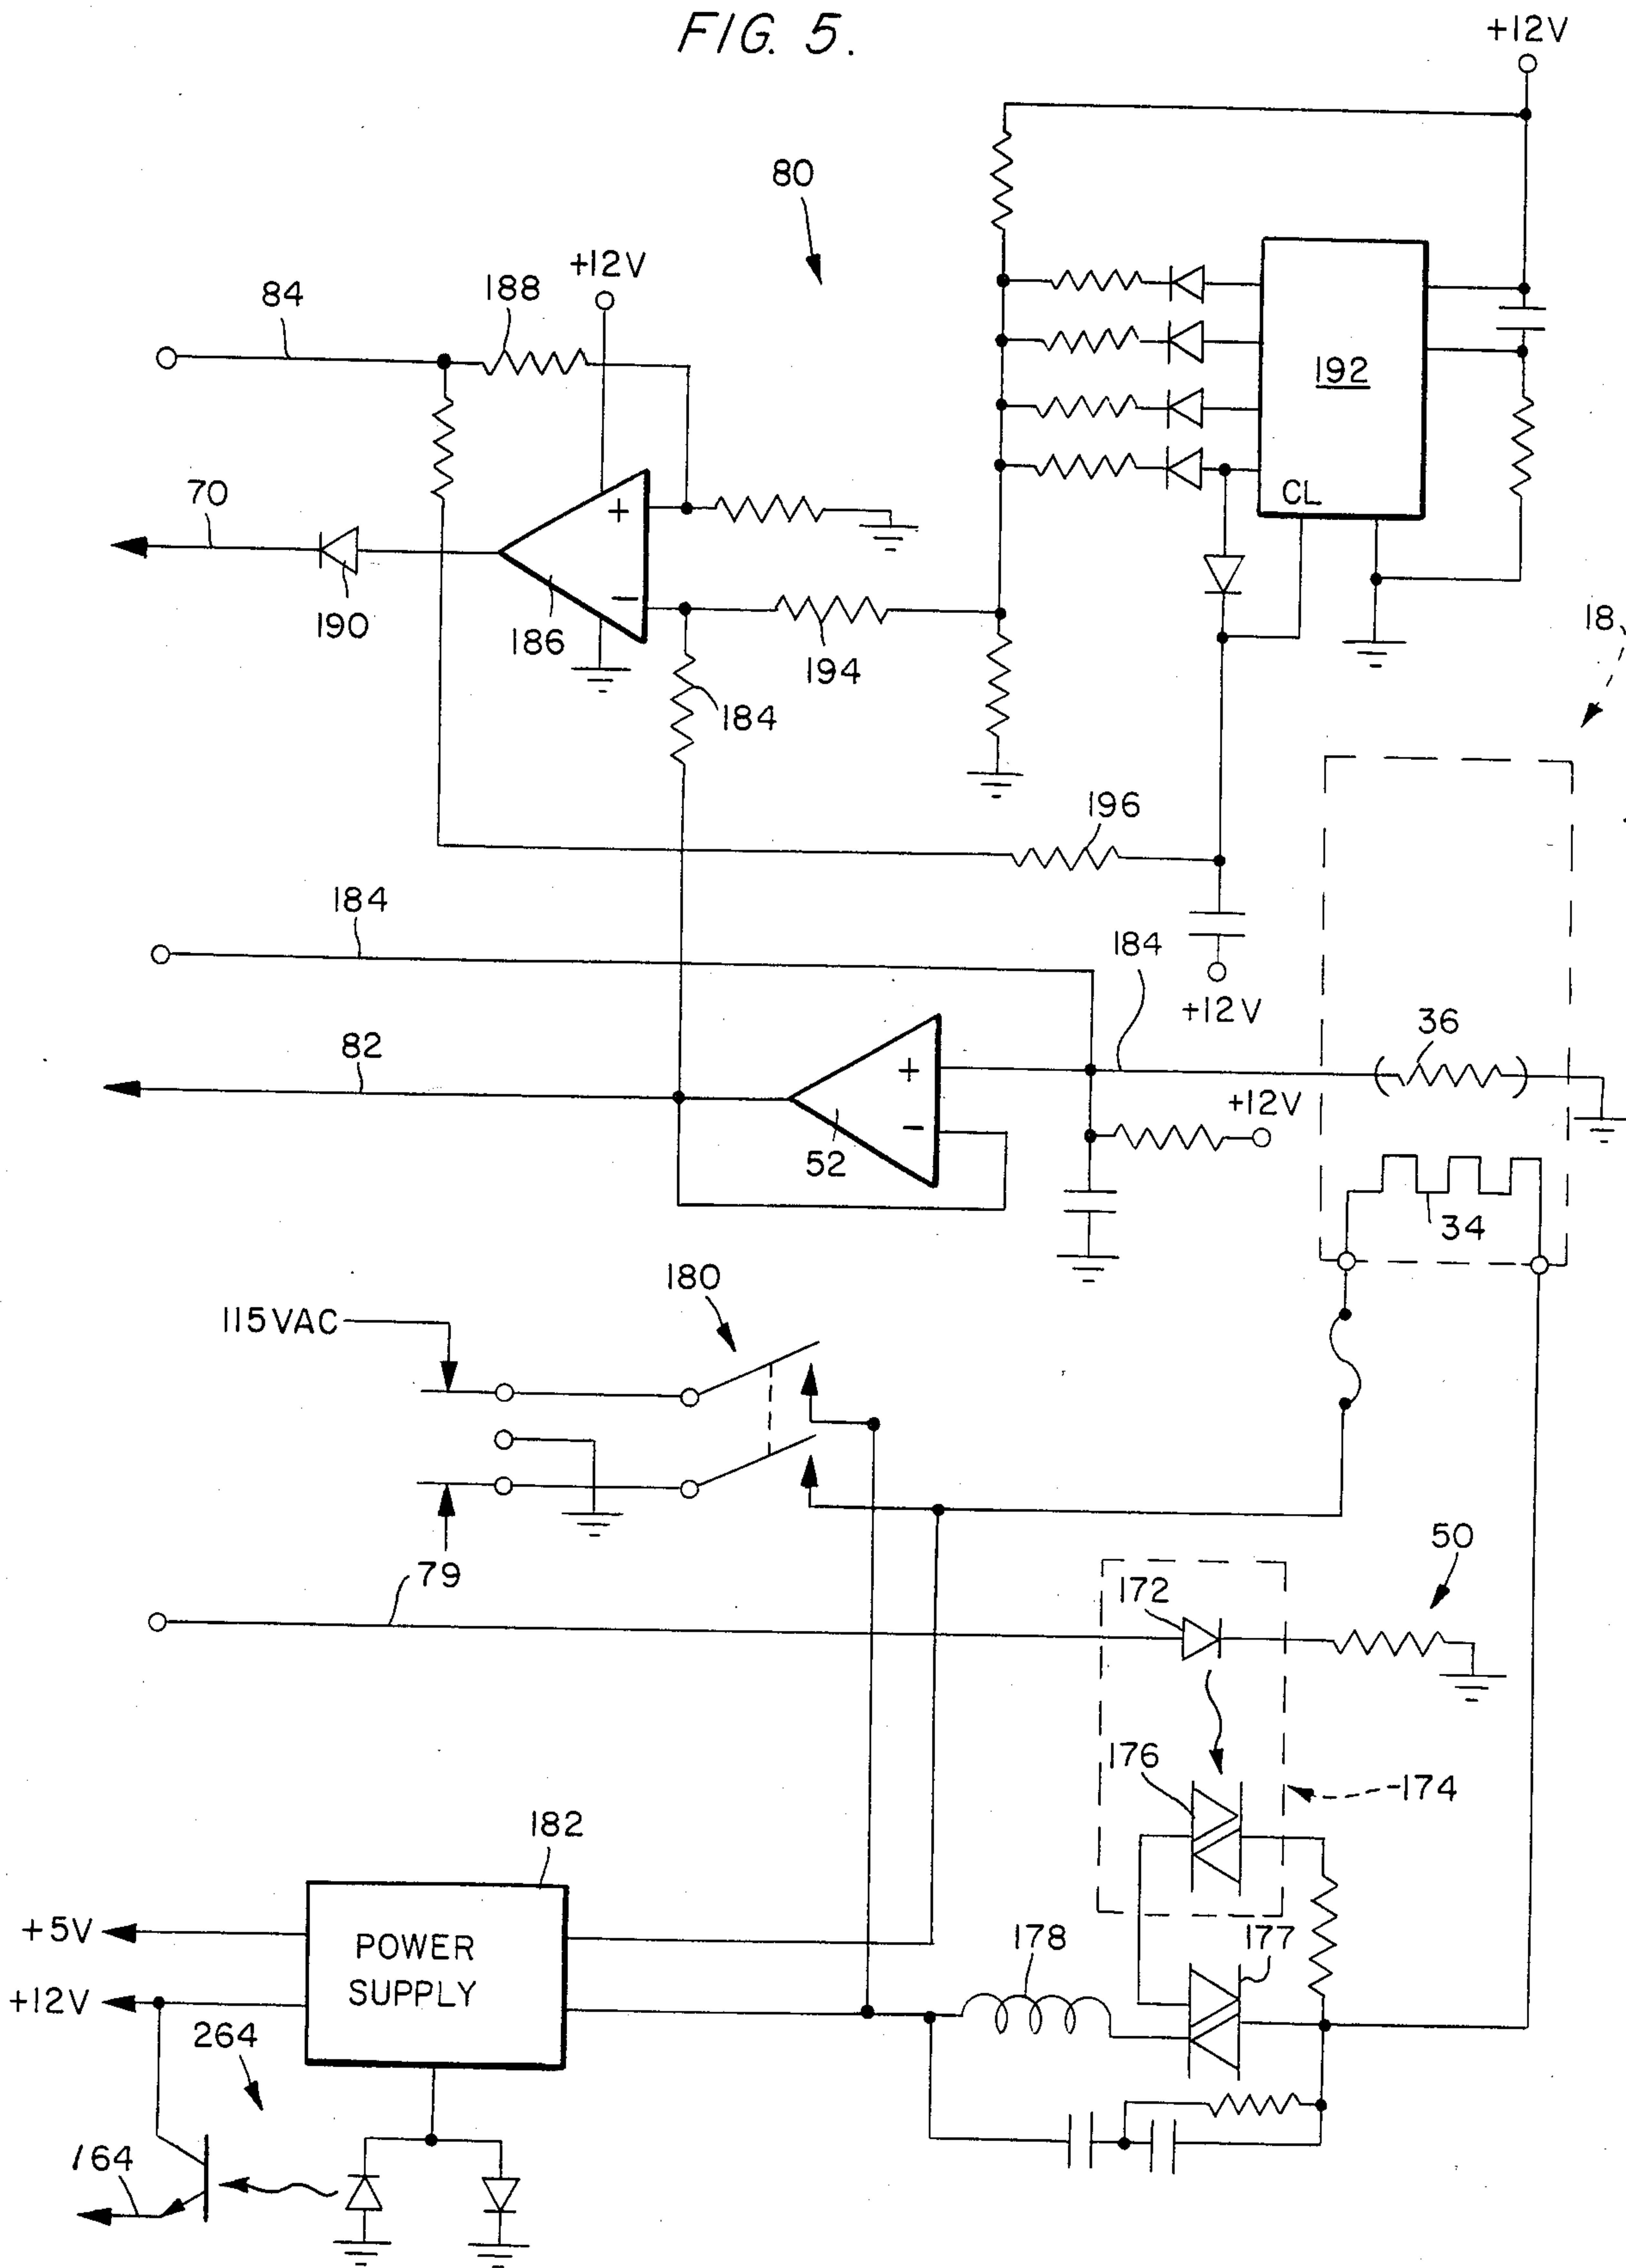 FIG. 5.
+12V
80
+12V
84
188
192
70
+
CL
190
186
−
194
18
184
196
184
184
+12V
36
82
+
+12V
52
−
34
180
115VAC
50
79
172
176
174
182
178
177
+5V
POWER
SUPPLY
+12V
264
164